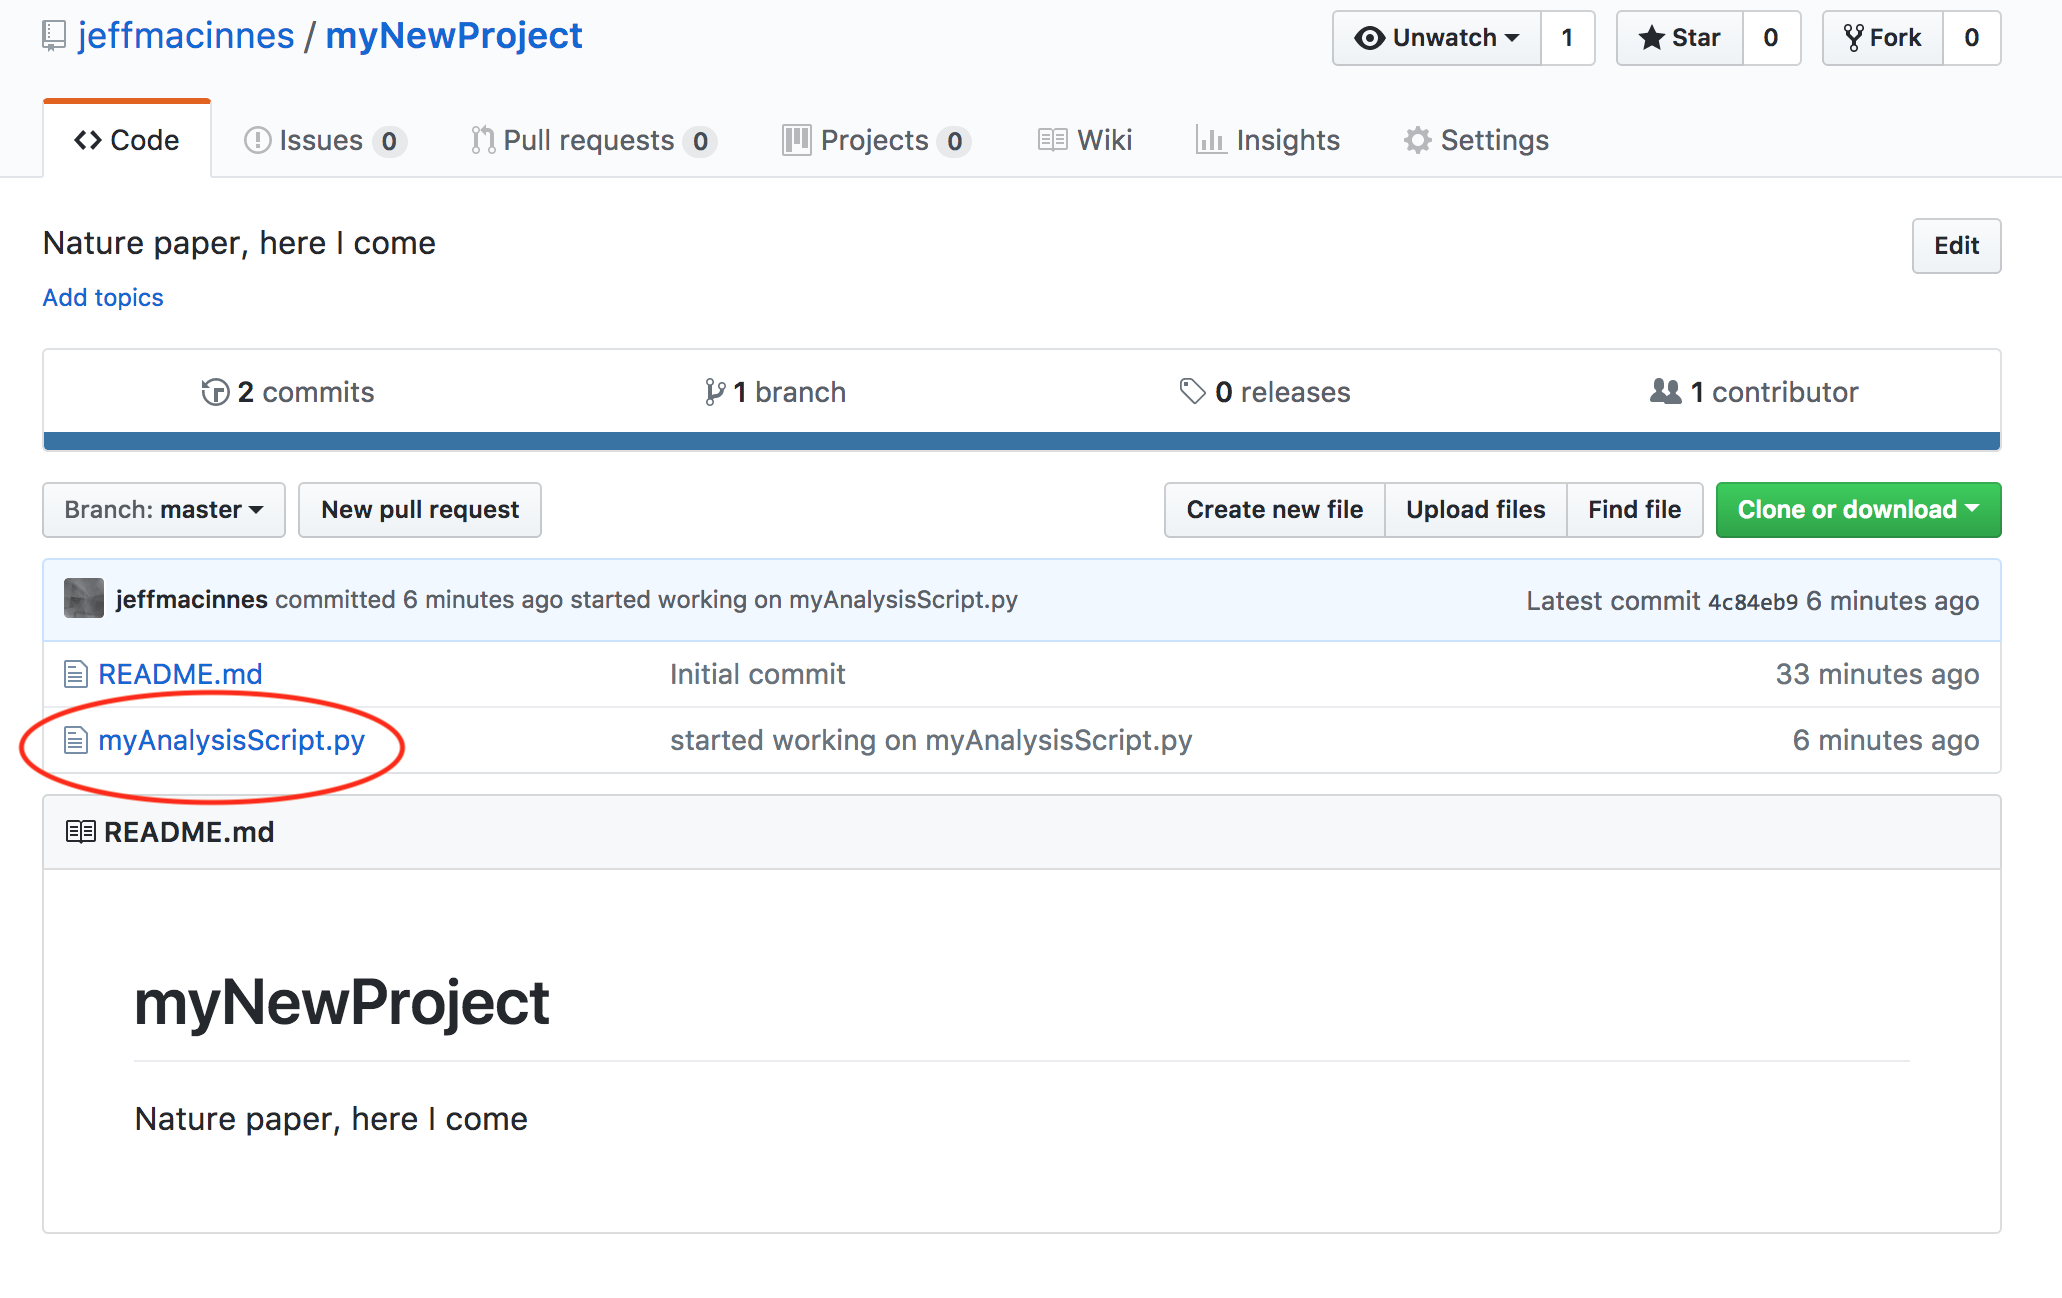 jeffmacinnes / myNewProject
Unwatch 1 Star 0 Fork 0
Code Issues 0 Pull requests 0 Projects 0 Wiki Insights Settings
Nature paper, here I come
Edit
Add topics
2 commits 1 branch 0 releases 1 contributor
Branch: master New pull request Create new file Upload files Find file Clone or download
jeffmacinnes committed 6 minutes ago started working on myAnalysisScript.py Latest commit 4c84eb9 6 minutes ago
README.md Initial commit 33 minutes ago
myAnalysisScript.py started working on myAnalysisScript.py 6 minutes ago
README.md
myNewProject
Nature paper, here I come